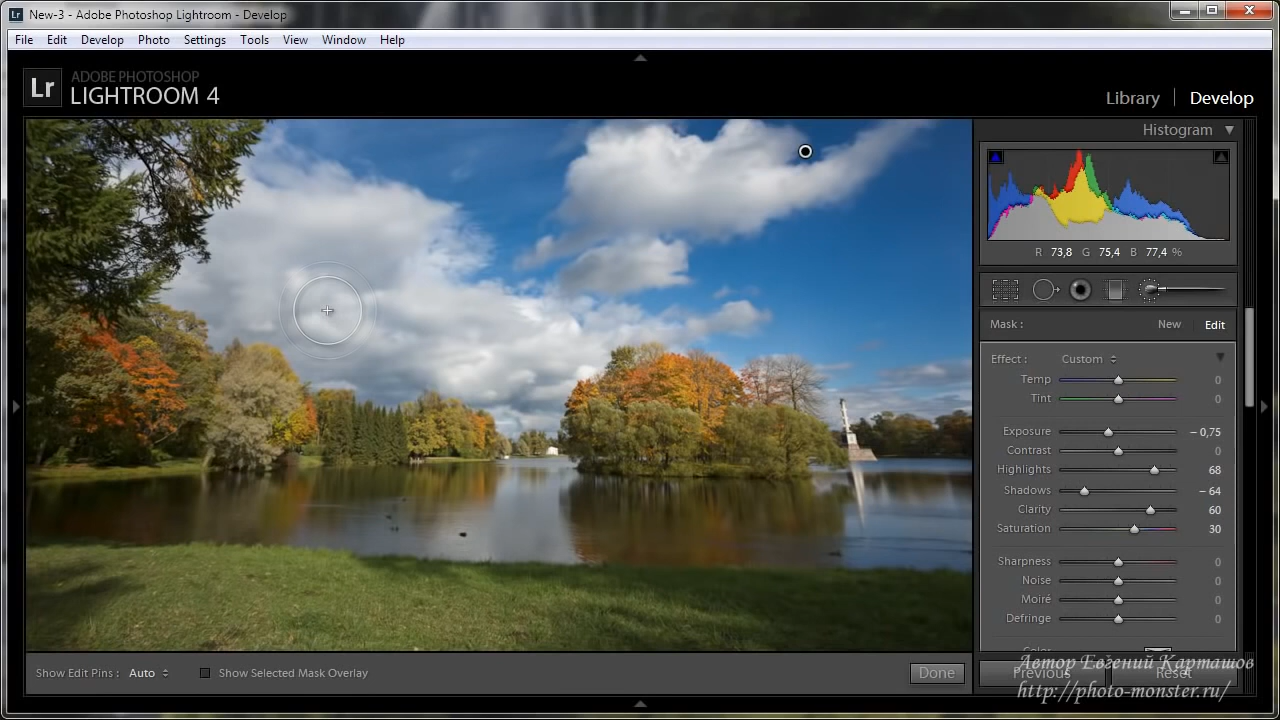 New-3 - Adobe Photoshop Lightroom - Develop
File Edit Develop Photo Settings Tools View Window Help
Lr ADOBE PHOTOSHOP
LIGHTROOM 4
Library | Develop
Histogram
R 73,8 G 75,4 B 77,4 %
Mask : New Edit
Effect : Custom
Temp 0
Tint 0
Exposure – 0,75
Contrast 0
Highlights 68
Shadows – 64
Clarity 60
Saturation 30
Sharpness 0
Noise 0
Moiré 0
Defringe 0
Color
Show Edit Pins : Auto Show Selected Mask Overlay Done
Previous Reset
Автор Евгений Карташов
http://photo-monster.ru/